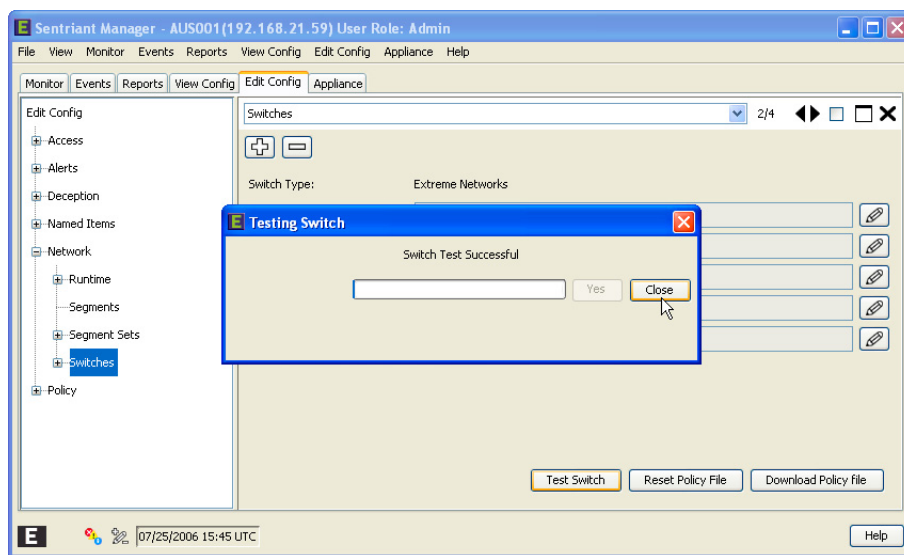 E Sentriant Manager - AUS001(192.168.21.59) User Role: Admin
File View Monitor Events Reports View Config Edit Config Appliance Help
Monitor Events Reports View Config Edit Config Appliance
Edit Config
Switches 2/4
Access
Alerts
Switch Type: Extreme Networks
Deception
Named Items
E Testing Switch
Network
Switch Test Successful
Runtime
Yes Close
Segments
Segment Sets
Switches
Policy
Test Switch Reset Policy File Download Policy file
E 07/25/2006 15:45 UTC Help